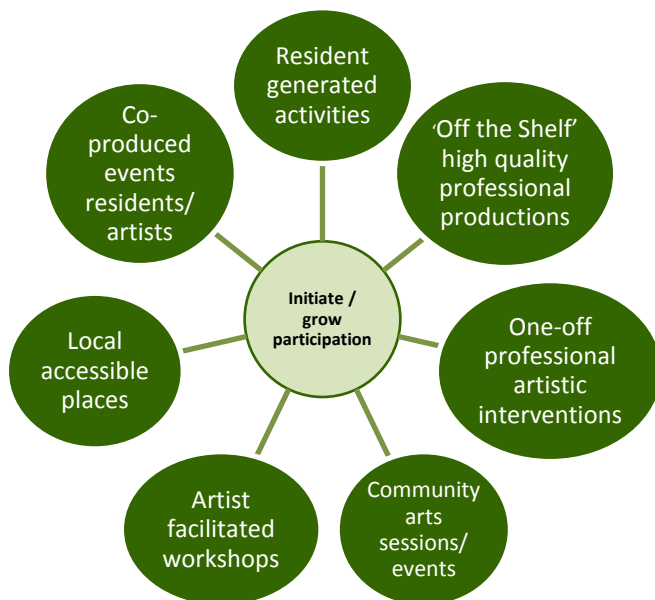 Resident
generated
activities
‘Off the Shelf’
high quality
professional
productions
One-off
professional
artistic
interventions
Community
arts
sessions/
events
Artist
facilitated
workshops
Local
accessible
places
Co-
produced
events
residents/
artists
Initiate /
grow
participation